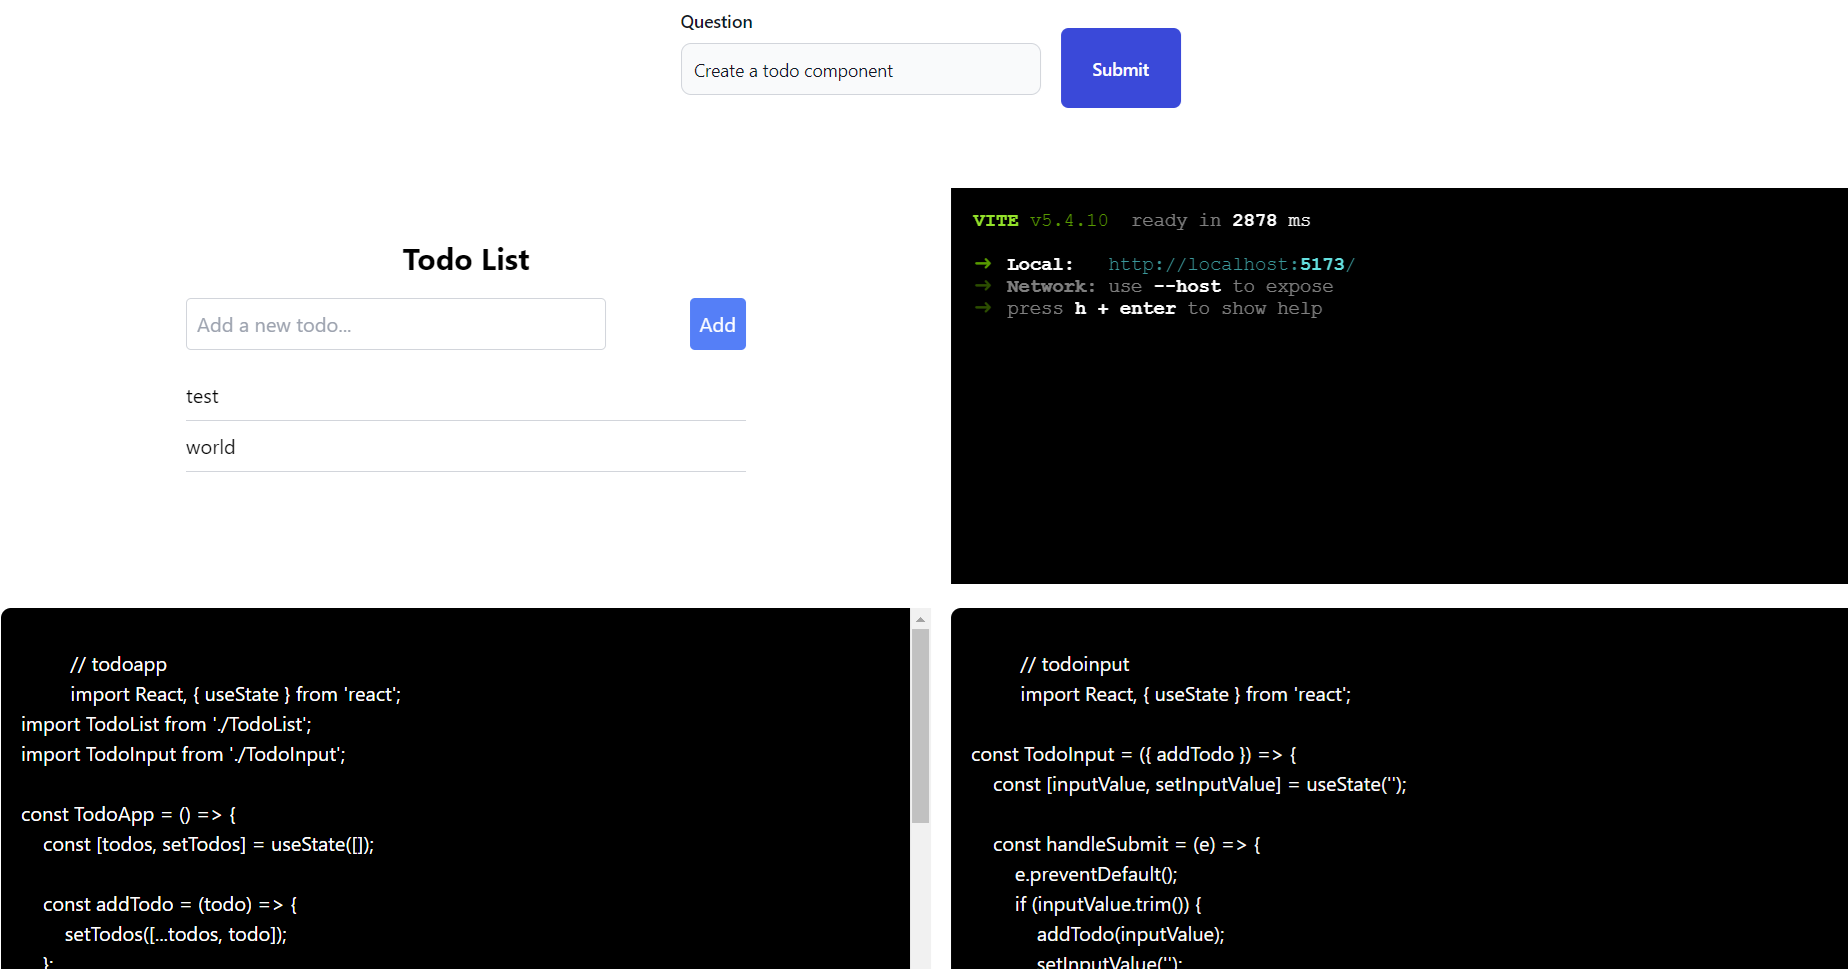 Question
Create a todo component
Submit
Todo List
Add a new todo...
Add
test
world
VITE v5.4.10 ready in 2878 ms
➜ Local: http://localhost:5173/
➜ Network: use --host to expose
➜ press h + enter to show help
// todoapp
import React, { useState } from 'react';
import TodoList from './TodoList';
import TodoInput from './TodoInput';
const TodoApp = () => {
const [todos, setTodos] = useState([]);
const addTodo = (todo) => {
setTodos([...todos, todo]);
};
// todoinput
import React, { useState } from 'react';
const TodoInput = ({ addTodo }) => {
const [inputValue, setInputValue] = useState('');
const handleSubmit = (e) => {
e.preventDefault();
if (inputValue.trim()) {
addTodo(inputValue);
setInputValue('');